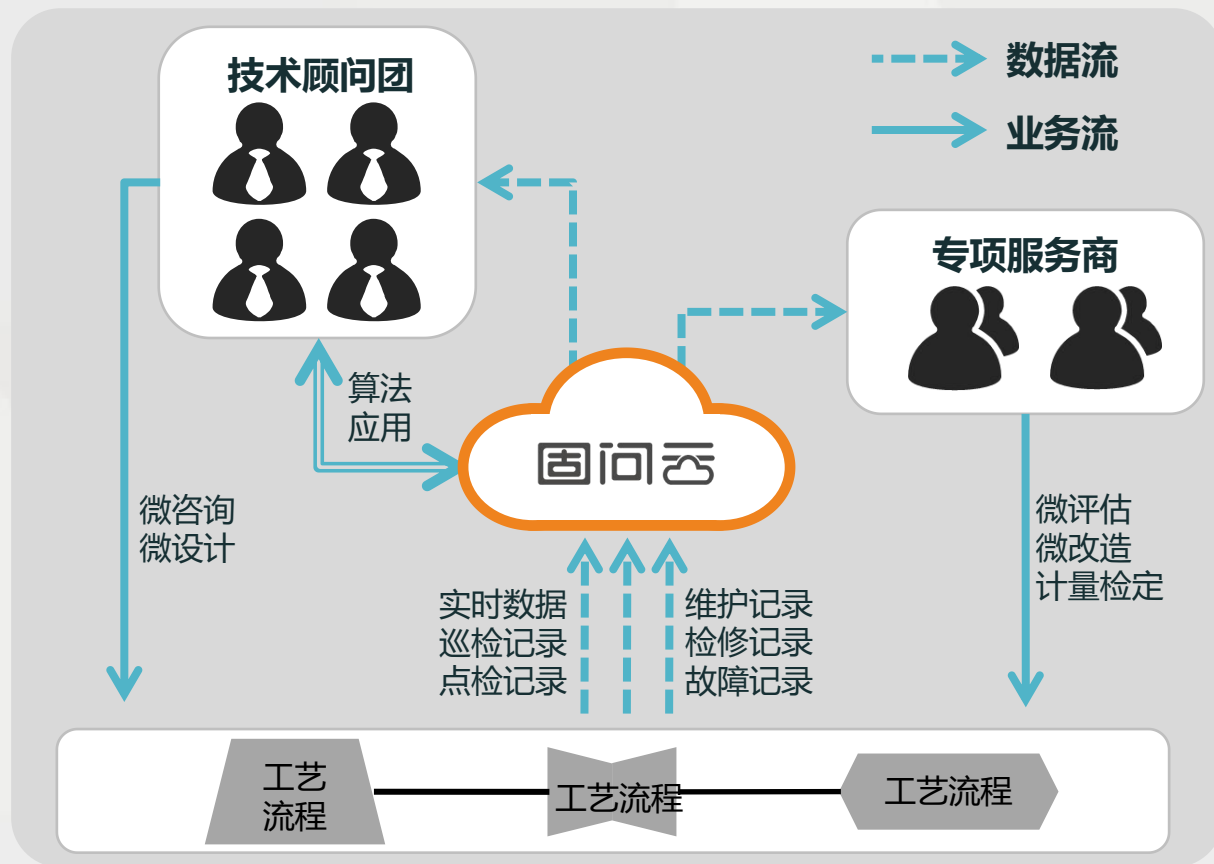 技术顾问团
数据流
业务流
专项服务商
算法
应用
固问云
微咨询
微设计
微评估
微改造
计量检定
实时数据
巡检记录
点检记录
维护记录
检修记录
故障记录
工艺
流程
工艺流程
工艺流程